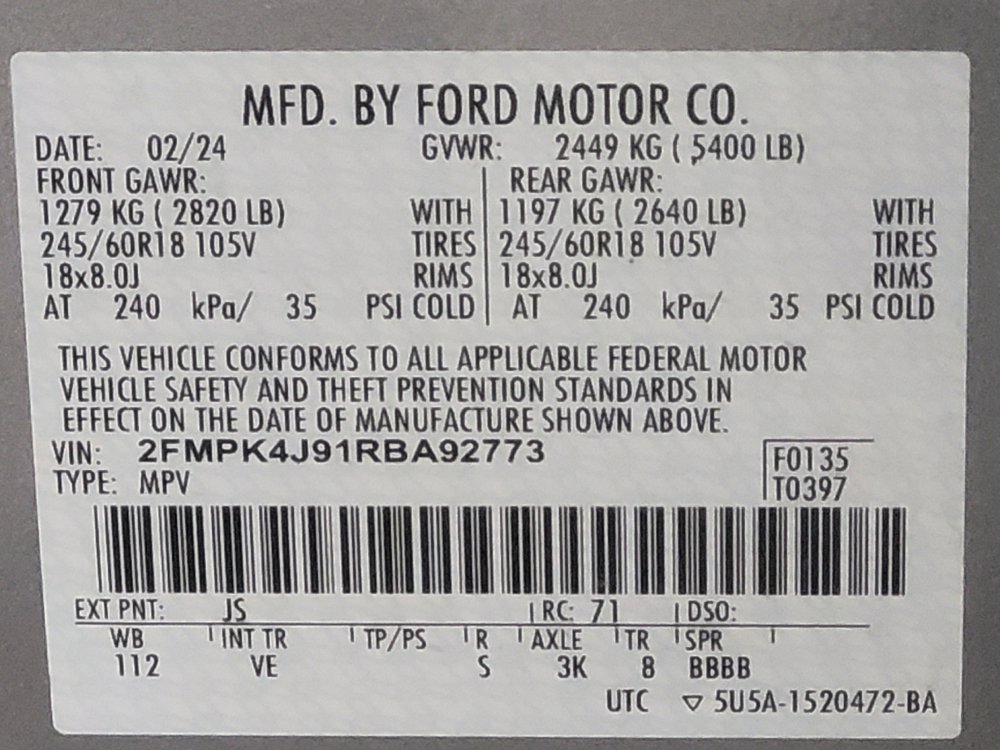 MFD. BY FORD MOTOR CO.
DATE: 02/24 GVWR: 2449 KG ( 5400 LB)
FRONT GAWR: REAR GAWR:
1279 KG ( 2820 LB) WITH 1197 KG ( 2640 LB) WITH
245/60R18 105V TIRES 245/60R18 105V TIRES
18x8.0J RIMS 18x8.0J RIMS
AT 240 kPa/ 35 PSI COLD AT 240 kPa/ 35 PSI COLD
THIS VEHICLE CONFORMS TO ALL APPLICABLE FEDERAL MOTOR
VEHICLE SAFETY AND THEFT PREVENTION STANDARDS IN
EFFECT ON THE DATE OF MANUFACTURE SHOWN ABOVE.
VIN: 2FMPK4J91RBA92773
F0135
TYPE: MPV
T0397
EXT PNT: JS RC: 71 DSO:
WB INT TR TP/PS R AXLE TR SPR
112 VE S 3K 8 BBBB
UTC ▽ 5U5A-1520472-BA